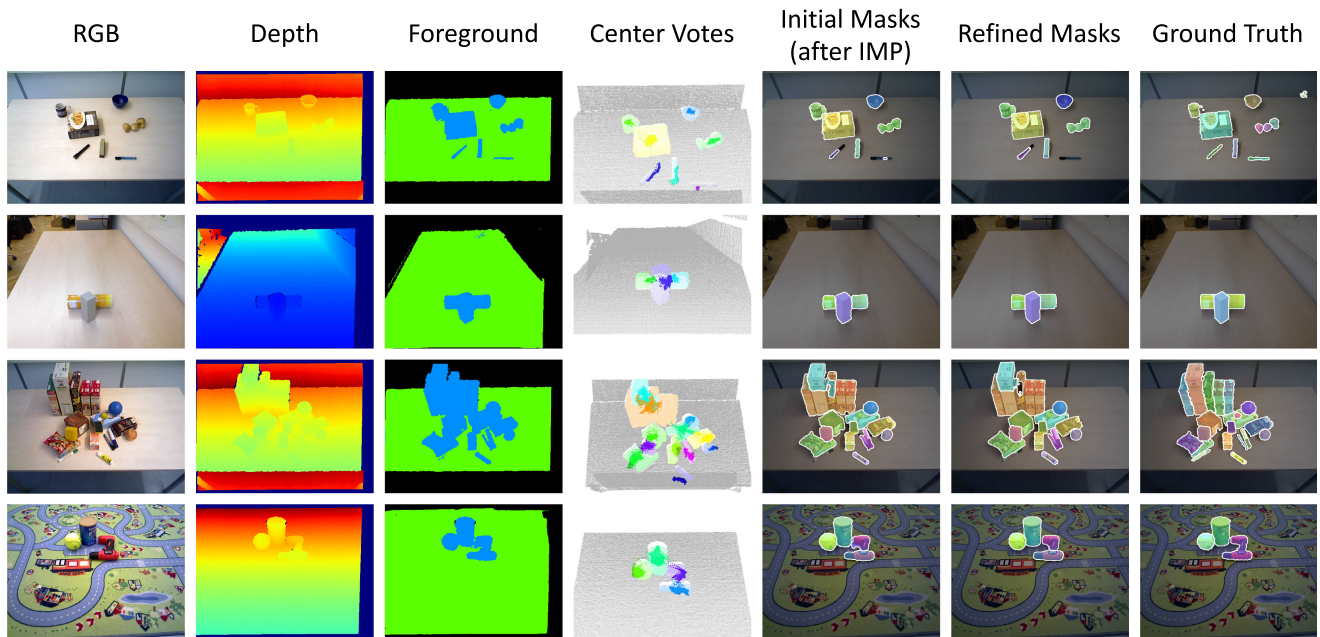 RGB
Depth
Foreground
Center Votes
Initial Masks
(after IMP)
Refined Masks
Ground Truth